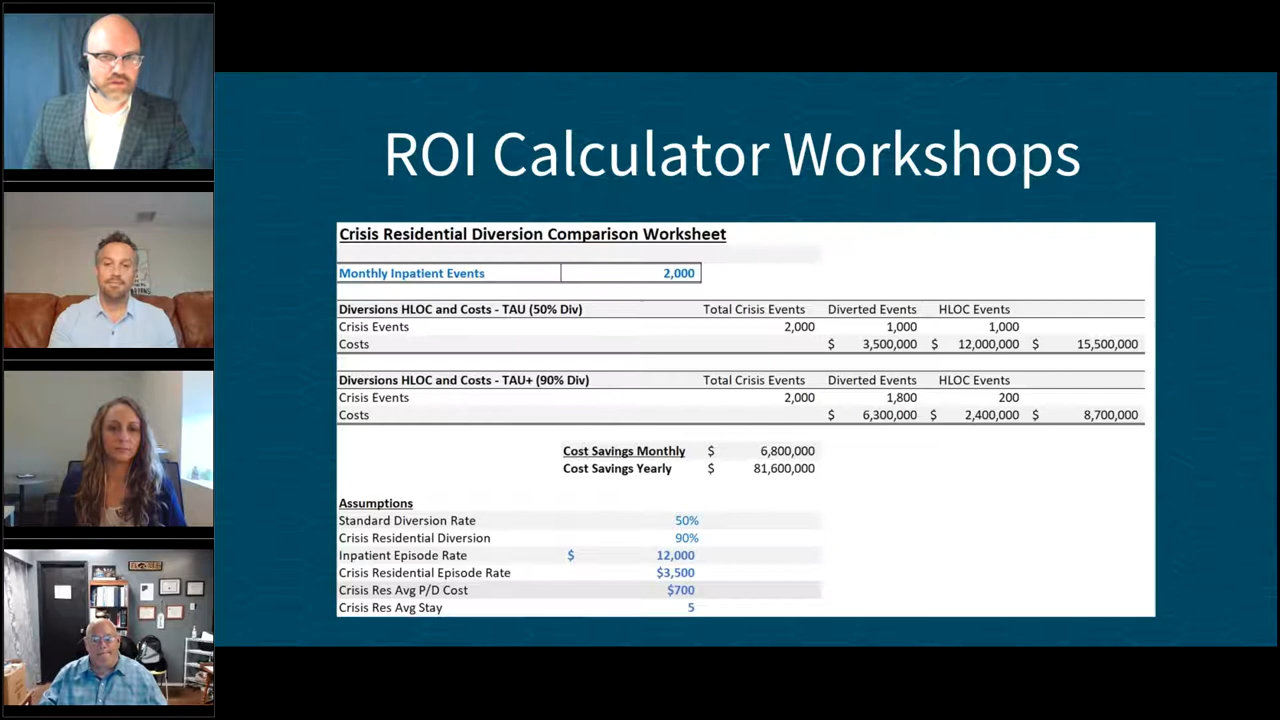 ROI Calculator Workshops
Crisis Residential Diversion Comparison Worksheet
Monthly Inpatient Events 2,000
Diversions HLOC and Costs - TAU (50% Div) Total Crisis Events Diverted Events HLOC Events
Crisis Events 2,000 1,000 1,000
Costs $ 3,500,000 $ 12,000,000 $ 15,500,000
Diversions HLOC and Costs - TAU+ (90% Div) Total Crisis Events Diverted Events HLOC Events
Crisis Events 2,000 1,800 200
Costs $ 6,300,000 $ 2,400,000 $ 8,700,000
Cost Savings Monthly $ 6,800,000
Cost Savings Yearly $ 81,600,000
Assumptions
Standard Diversion Rate 50%
Crisis Residential Diversion 90%
Inpatient Episode Rate $ 12,000
Crisis Residential Episode Rate $3,500
Crisis Res Avg P/D Cost $700
Crisis Res Avg Stay 5